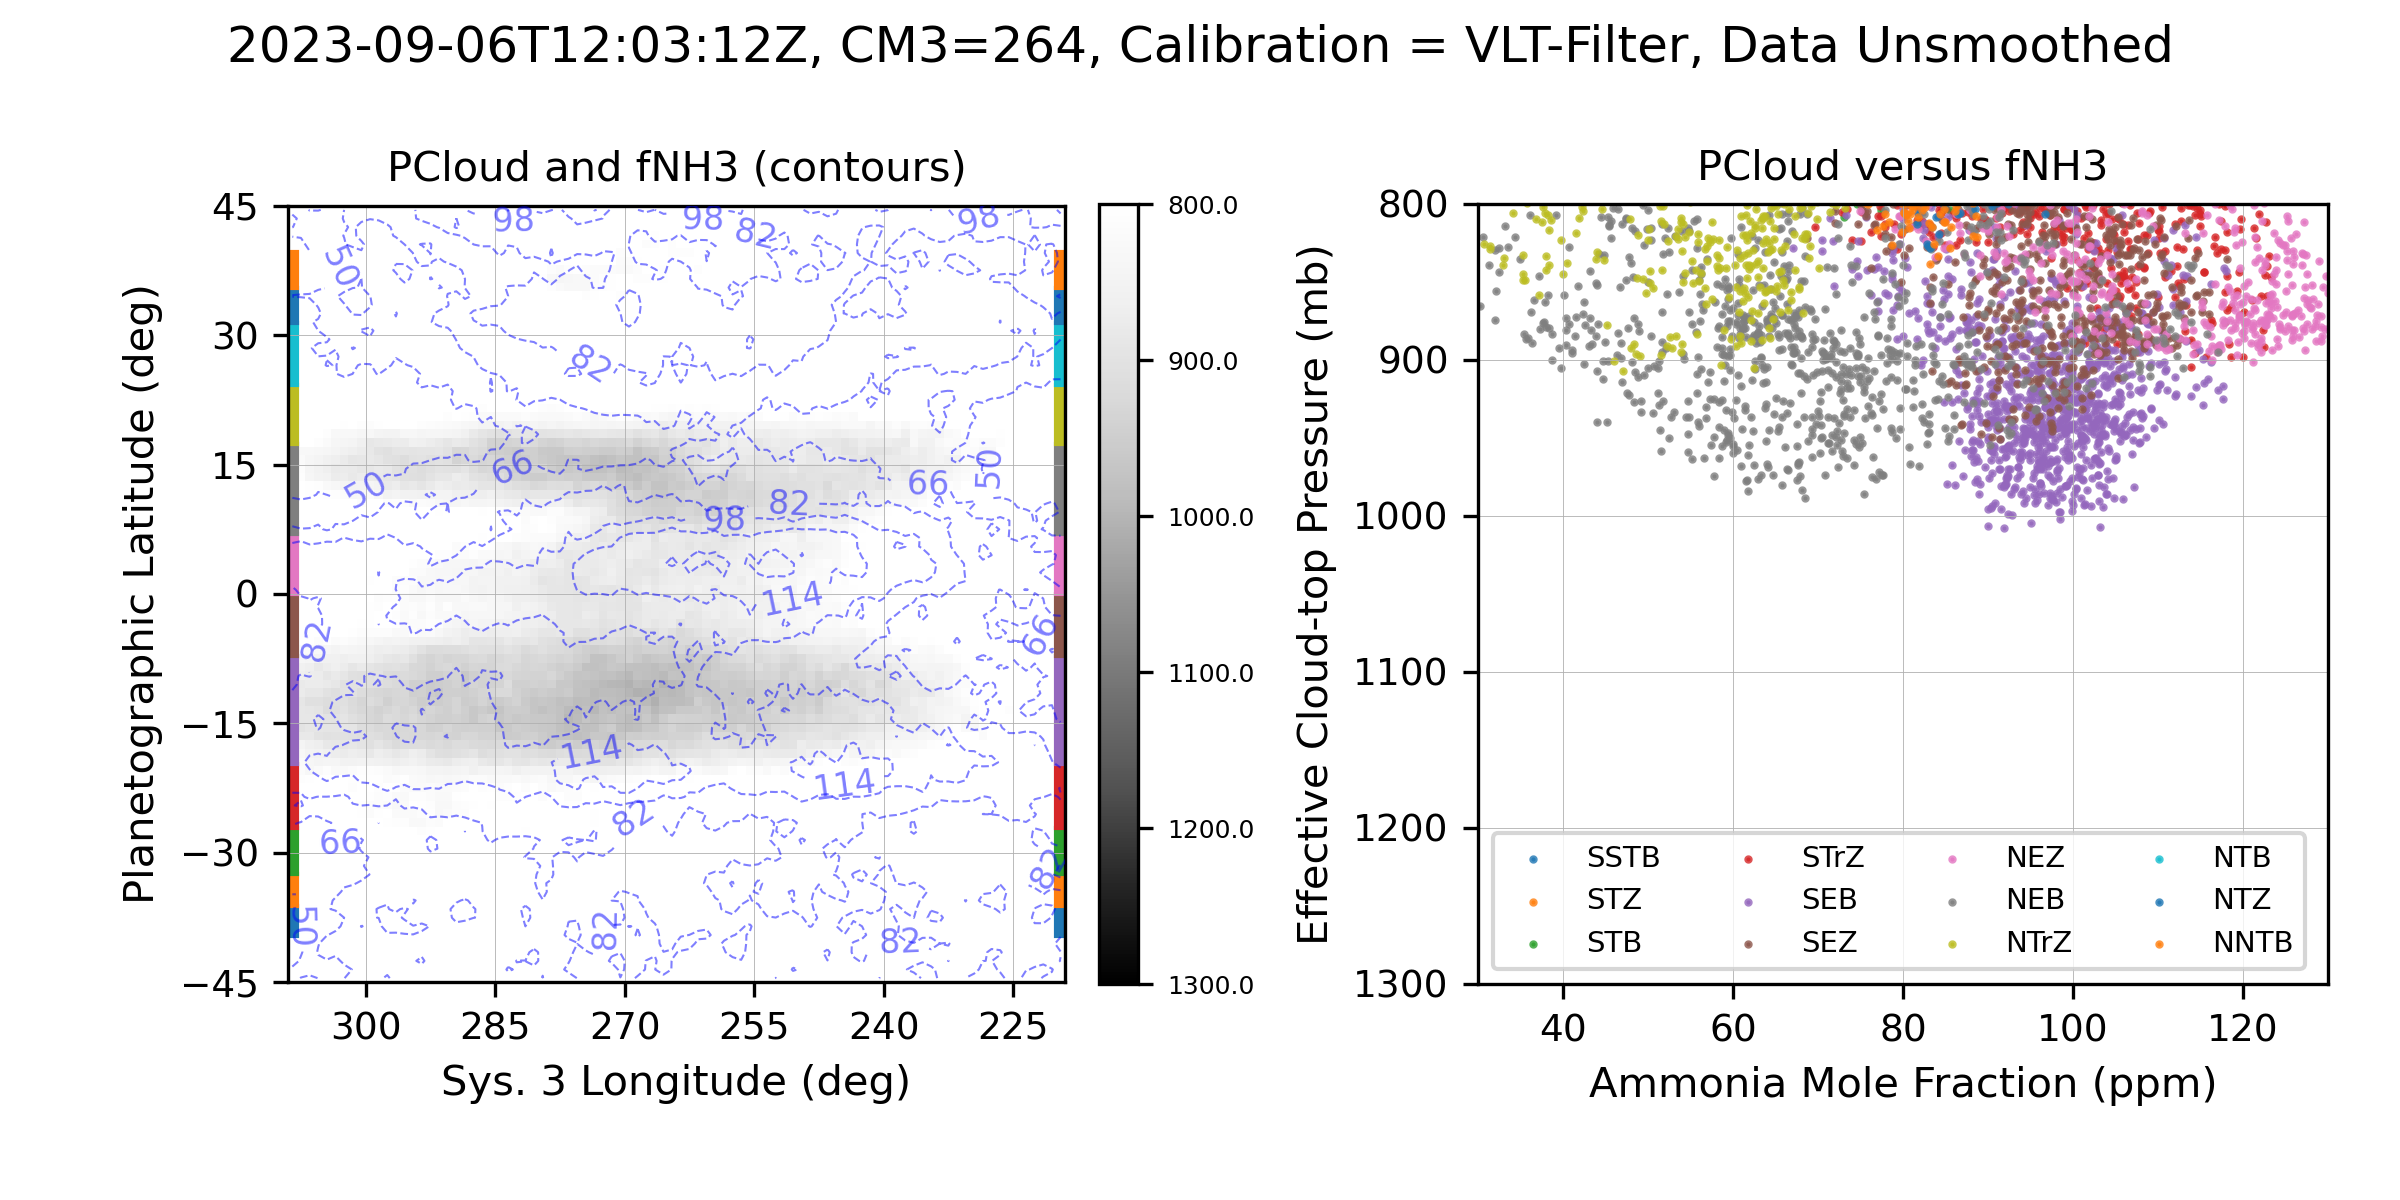 2023-09-06T12:03:12Z, CM3=264, Calibration = VLT-Filter, Data Unsmoothed
PCloud and fNH3 (contours)
Planetographic Latitude (deg)
45
30
15
0
−15
−30
−45
300
285
270
255
240
225
Sys. 3 Longitude (deg)
98
98
82
98
50
82
66
50
82
66
50
98
114
82
66
114
114
82
66
82
50
82
82
800.0
900.0
1000.0
1100.0
1200.0
1300.0
PCloud versus fNH3
Effective Cloud-top Pressure (mb)
800
900
1000
1100
1200
1300
40
60
80
100
120
Ammonia Mole Fraction (ppm)
SSTB
STZ
STB
STrZ
SEB
SEZ
NEZ
NEB
NTrZ
NTB
NTZ
NNTB